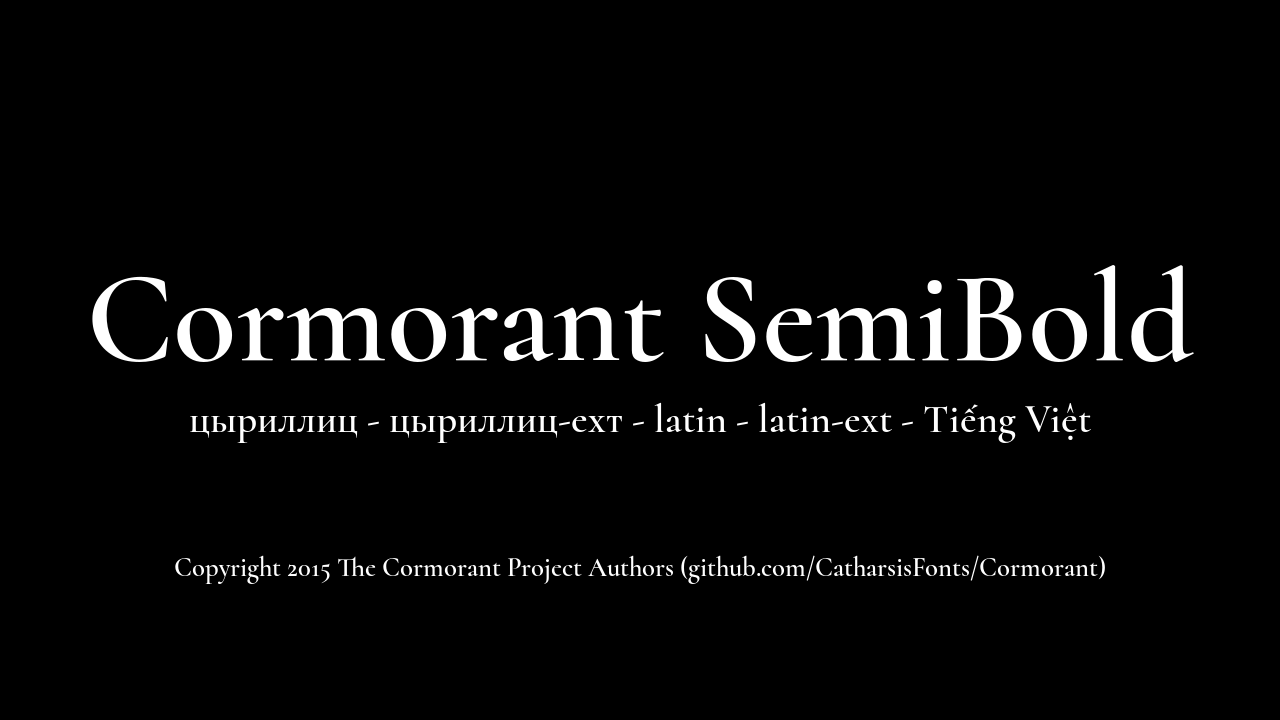 Cormorant SemiBold
цыриллиц - цыриллиц-ехт - latin - latin-ext - Tiếng Việt
Copyright 2015 The Cormorant Project Authors (github.com/CatharsisFonts/Cormorant)